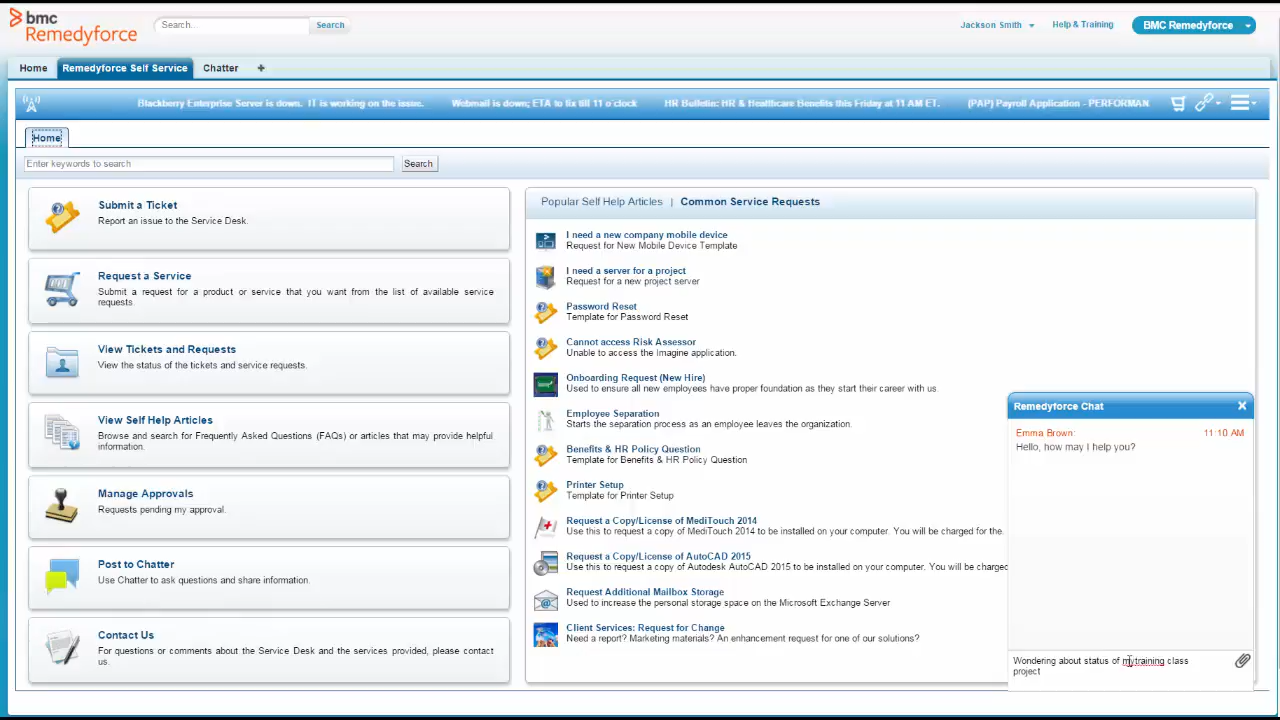 bmc
Remedyforce
Search...
Search
Jackson Smith
Help & Training
BMC Remedyforce
Home
Remedyforce Self Service
Chatter
+
Blackberry Enterprise Server is down. IT is working on the issue.
Webmail is down; ETA to fix till 11 o'clock
HR Bulletin: HR & Healthcare Benefits this Friday at 11 AM ET.
(PAP) Payroll Application - PERFORMAN
Home
Enter keywords to search
Search
Submit a Ticket
Report an issue to the Service Desk.
Request a Service
Submit a request for a product or service that you want from the list of available service
requests.
View Tickets and Requests
View the status of the tickets and service requests.
View Self Help Articles
Browse and search for Frequently Asked Questions (FAQs) or articles that may provide helpful
information.
Manage Approvals
Requests pending my approval.
Post to Chatter
Use Chatter to ask questions and share information.
Contact Us
For questions or comments about the Service Desk and the services provided, please contact
us.
Popular Self Help Articles | Common Service Requests
I need a new company mobile device
Request for New Mobile Device Template
I need a server for a project
Request for a new project server
Password Reset
Template for Password Reset
Cannot access Risk Assessor
Unable to access the Imagine application.
Onboarding Request (New Hire)
Used to ensure all new employees have proper foundation as they start their career with us.
Employee Separation
Starts the separation process as an employee leaves the organization.
Benefits & HR Policy Question
Template for Benefits & HR Policy Question
Printer Setup
Template for Printer Setup
Request a Copy/License of MediTouch 2014
Use this to request a copy of MediTouch 2014 to be installed on your computer. You will be charged for the.
Request a Copy/License of AutoCAD 2015
Use this to request a copy of Autodesk AutoCAD 2015 to be installed on your computer. You will be charged
Request Additional Mailbox Storage
Used to increase the personal storage space on the Microsoft Exchange Server
Client Services: Request for Change
Need a report? Marketing materials? An enhancement request for one of our solutions?
Remedyforce Chat
Emma Brown:
11:10 AM
Hello, how may I help you?
Wondering about status of mytraining class
project